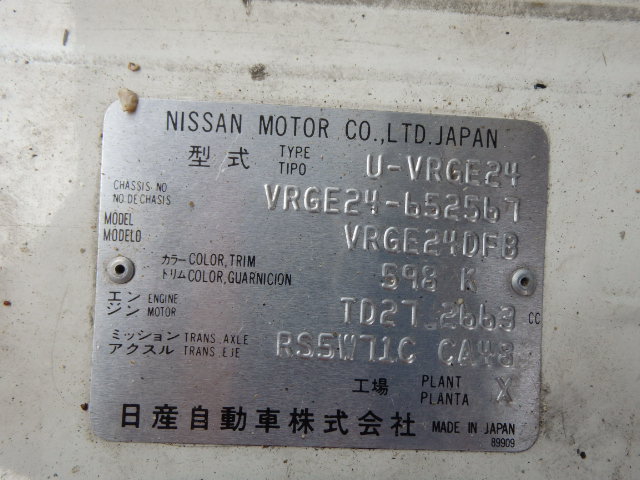 NISSAN MOTOR CO.,LTD.JAPAN
型式 TYPE TIPO U-VRGE24
CHASSIS NO NO.DE CHASIS VRGE24-652567
MODEL MODELO VRGE24DFB
カラー COLOR,TRIM
トリム COLOR,GUARNICION 598 K
エンジン ENGINE MOTOR TD27 2663 CC
ミッション TRANS.AXLE
アクスル TRANS.EJE RS5W71C CA48
工場 PLANT PLANTA X
日産自動車株式会社 MADE IN JAPAN
89909